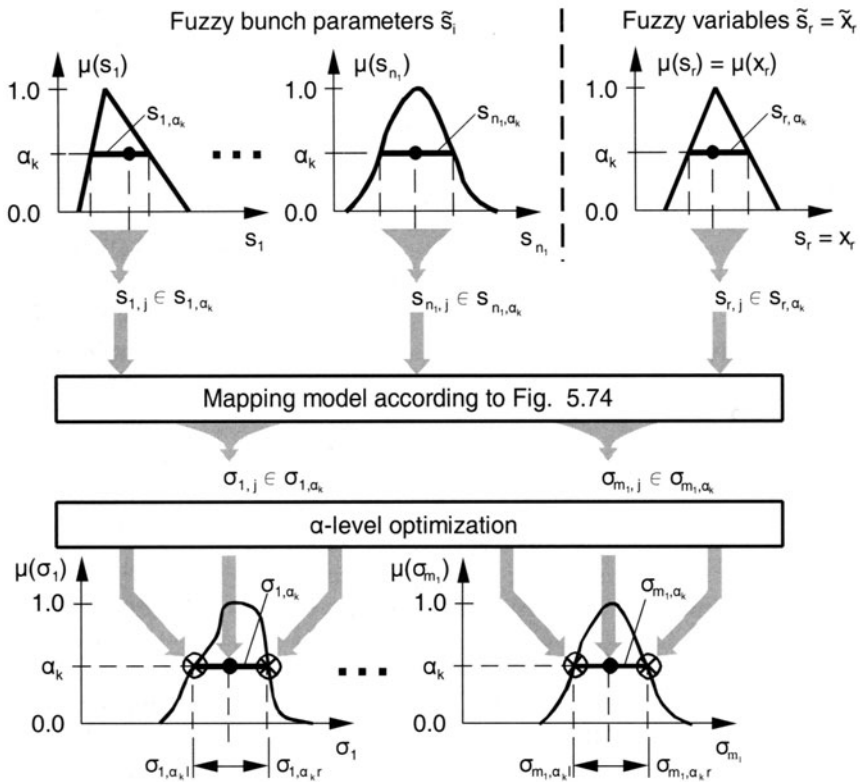 Fuzzy bunch parameters s̃ᵢ
Fuzzy variables s̃ᵣ = x̃ᵣ
μ(s₁)
μ(sₙ₁)
μ(sᵣ) = μ(xᵣ)
1.0
1.0
1.0
s₁,αₖ
sₙ₁,αₖ
sᵣ,αₖ
αₖ
αₖ
αₖ
0.0
0.0
0.0
s₁
sₙ₁
sᵣ = xᵣ
s₁,ⱼ ∈ s₁,αₖ
sₙ₁,ⱼ ∈ sₙ₁,αₖ
sᵣ,ⱼ ∈ sᵣ,αₖ
Mapping model according to Fig. 5.74
σ₁,ⱼ ∈ σ₁,αₖ
σₘ₁,ⱼ ∈ σₘ₁,αₖ
α-level optimization
μ(σ₁)
μ(σₘ₁)
1.0
σ₁,αₖ
1.0
σₘ₁,αₖ
αₖ
αₖ
0.0
0.0
σ₁
σₘ₁
σ₁,αₖl
σ₁,αₖr
σₘ₁,αₖl
σₘ₁,αₖr